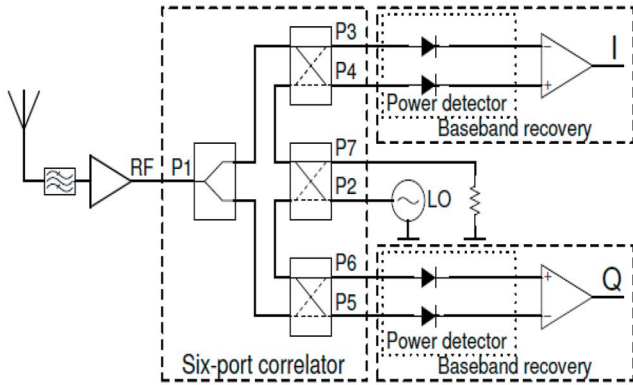 P3
I
P4
Power detector
Baseband recovery
RF
P1
P7
P2
LO
P6
Q
P5
Power detector
Six-port correlator
Baseband recovery